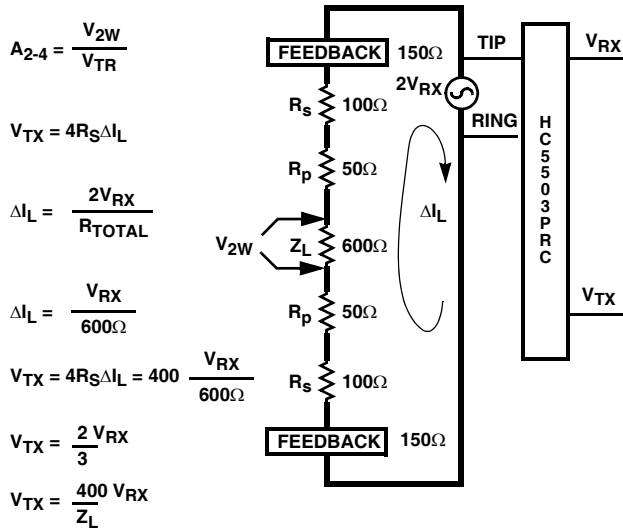 A2-4 = V2W / VTR
VTX = 4RSΔIL
ΔIL = 2VRX / RTOTAL
ΔIL = VRX / 600Ω
VTX = 4RSΔIL = 400 VRX / 600Ω
VTX = 2/3 VRX
VTX = 400 VRX / ZL
FEEDBACK 150Ω
Rs 100Ω
Rp 50Ω
V2W ZL 600Ω
Rp 50Ω
Rs 100Ω
FEEDBACK 150Ω
2VRX
ΔIL
TIP
RING
HC5503PRC
VRX
VTX